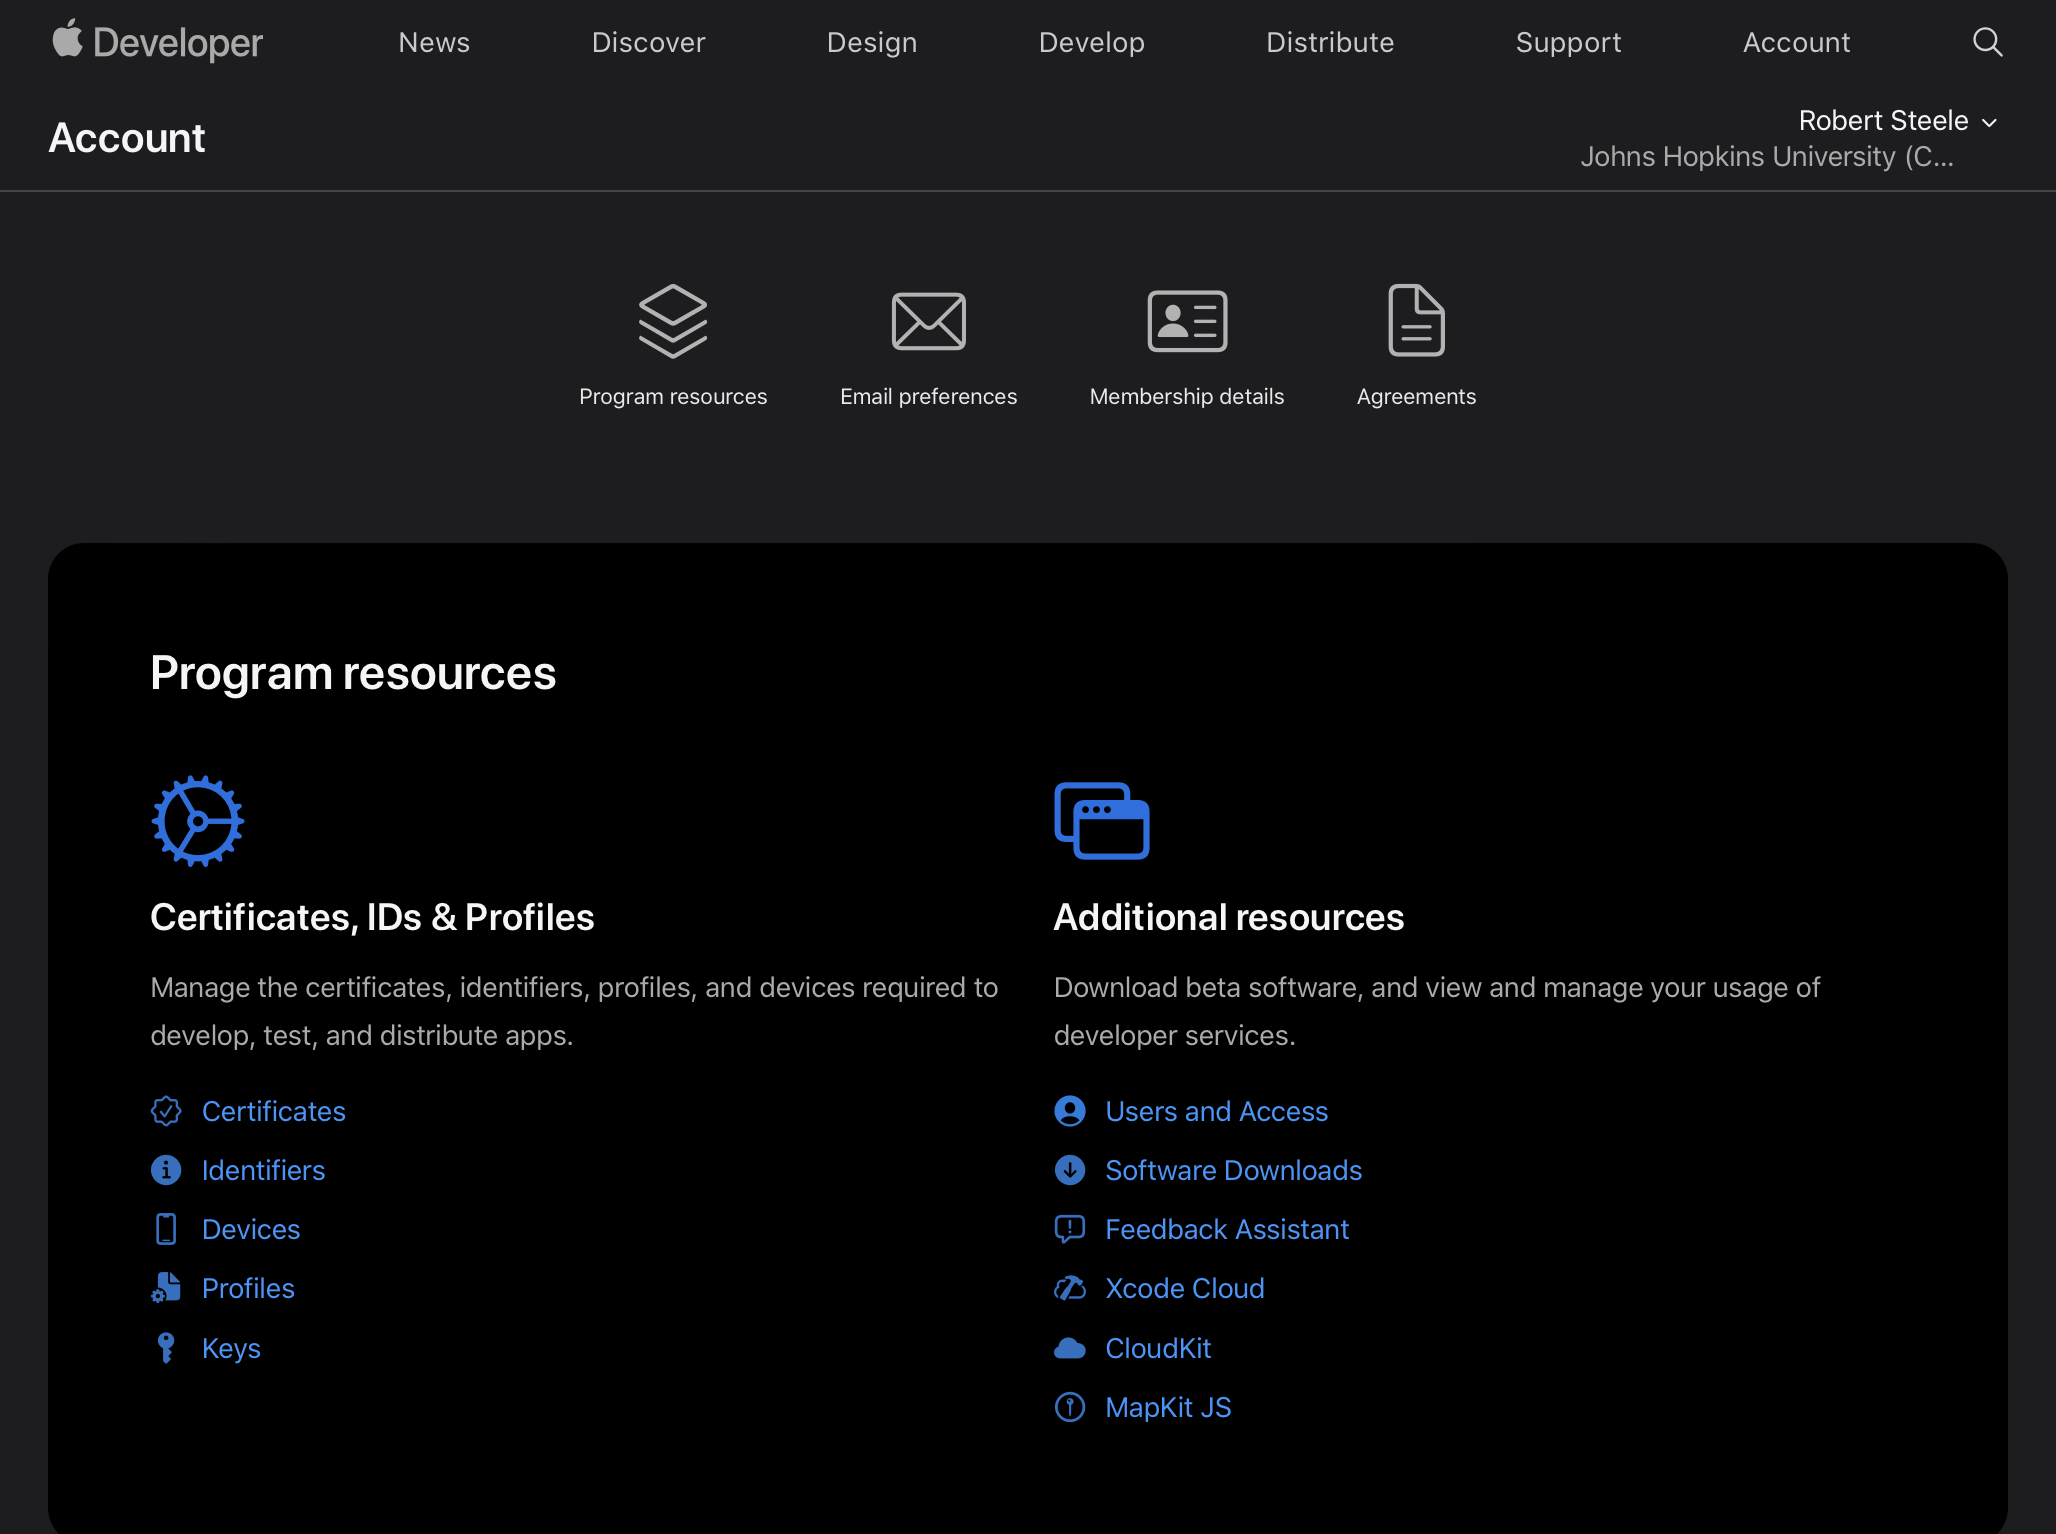 Developer
News
Discover
Design
Develop
Distribute
Support
Account
Account
Robert Steele
Johns Hopkins University (C...
Program resources
Email preferences
Membership details
Agreements
Program resources
Certificates, IDs & Profiles
Manage the certificates, identifiers, profiles, and devices required to
develop, test, and distribute apps.
Certificates
Identifiers
Devices
Profiles
Keys
Additional resources
Download beta software, and view and manage your usage of
developer services.
Users and Access
Software Downloads
Feedback Assistant
Xcode Cloud
CloudKit
MapKit JS